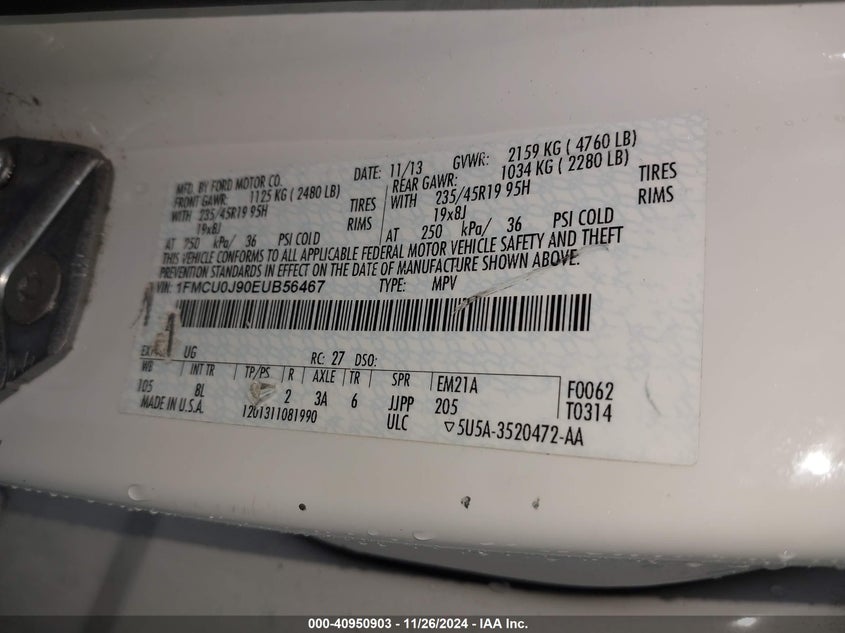 MFD. BY FORD MOTOR CO.
DATE: 11/13 GVWR: 2159 KG ( 4760 LB)
FRONT GAWR: 1125 KG ( 2480 LB)
REAR GAWR: 1034 KG ( 2280 LB)
WITH 235/45R19 95H TIRES
WITH 235/45R19 95H TIRES
19x8J RIMS
19x8J RIMS
AT 250 kPa/ 36 PSI COLD
AT 250 kPa/ 36 PSI COLD
THIS VEHICLE CONFORMS TO ALL APPLICABLE FEDERAL MOTOR VEHICLE SAFETY AND THEFT
PREVENTION STANDARDS IN EFFECT ON THE DATE OF MANUFACTURE SHOWN ABOVE.
VIN: 1FMCU0J90EUB56467 TYPE: MPV
UG RC: 27 DSO:
WB INT TR TP/PS R AXLE TR SPR EM21A F0062
105 8L 2 3A 6 JJPP 205 T0314
MADE IN U.S.A. 1201311081990 ULC ▽5U5A-3520472-AA
000-40950903 - 11/26/2024 - IAA Inc.